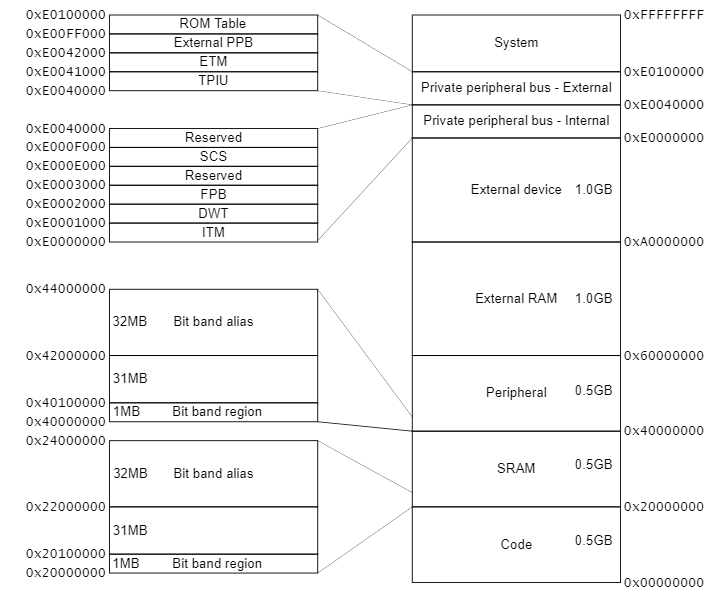 0xE0100000
ROM Table
0xE00FF000
External PPB
0xE0042000
ETM
0xE0041000
TPIU
0xE0040000
0xE0040000
Reserved
0xE000F000
SCS
0xE000E000
Reserved
0xE0003000
FPB
0xE0002000
DWT
0xE0001000
ITM
0xE0000000
0x44000000
32MB Bit band alias
0x42000000
31MB
0x40100000
1MB Bit band region
0x40000000
0x24000000
32MB Bit band alias
0x22000000
31MB
0x20100000
1MB Bit band region
0x20000000
0xFFFFFFFF
System
0xE0100000
Private peripheral bus - External
0xE0040000
Private peripheral bus - Internal
0xE0000000
External device 1.0GB
0xA0000000
External RAM 1.0GB
0x60000000
Peripheral 0.5GB
0x40000000
SRAM 0.5GB
0x20000000
Code 0.5GB
0x00000000